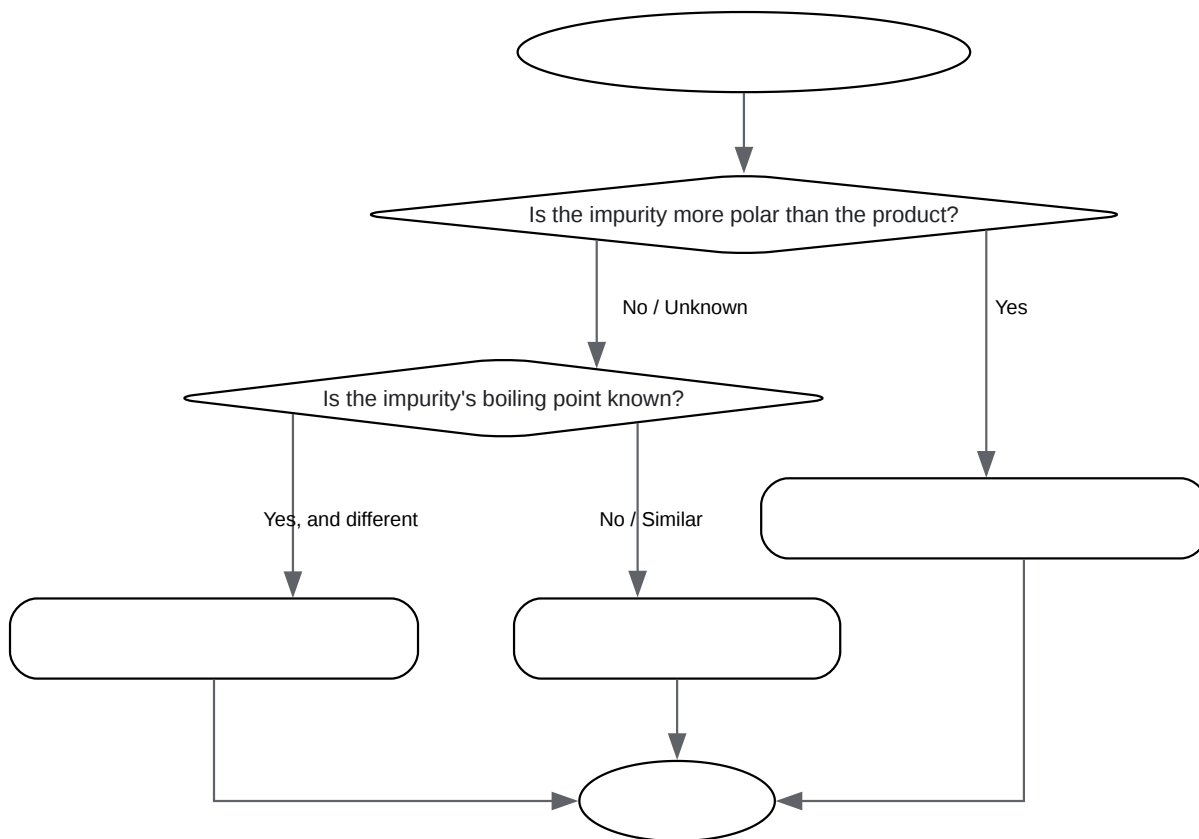 Is the impurity more polar than the product?
No / Unknown
Yes
Is the impurity's boiling point known?
Yes, and different
No / Similar